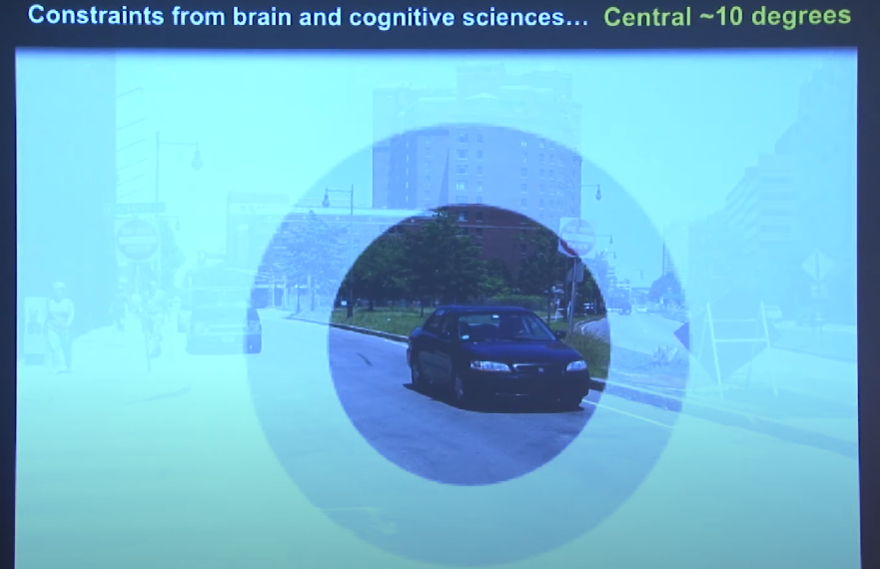 Constraints from brain and cognitive sciences... Central ~10 degrees